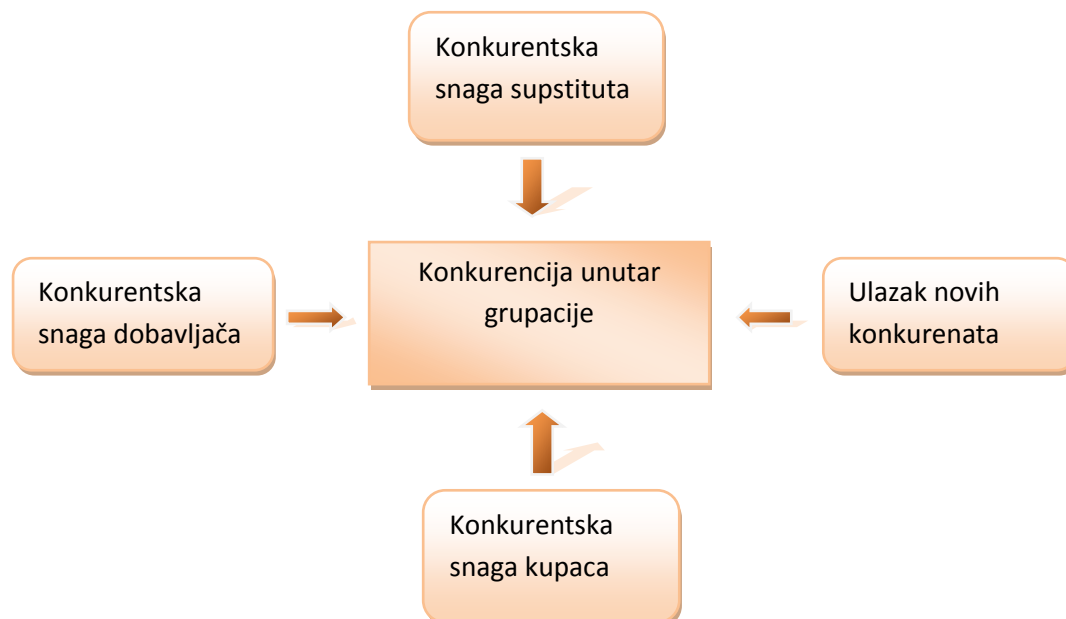 Konkurentska
snaga supstituta
Konkurentska
snaga dobavljača
Konkurencija unutar
grupacije
Ulazak novih
konkurenata
Konkurentska
snaga kupaca